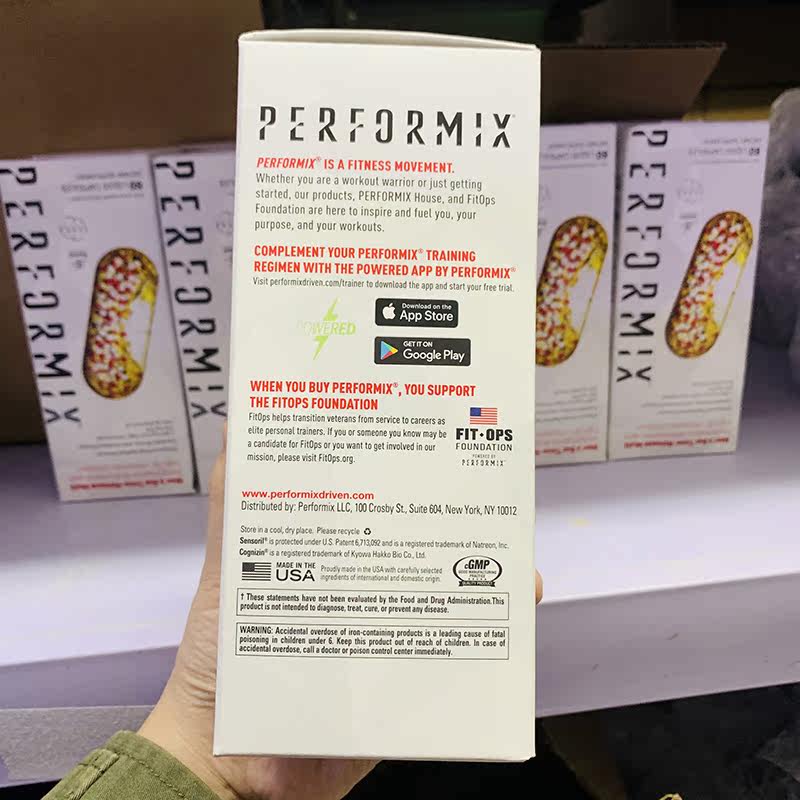 PERFORMIX
PERFORMIX® IS A FITNESS MOVEMENT.
Whether you are a workout warrior or just getting
started, our products, PERFORMIX House, and FitOps
Foundation are here to inspire and fuel you, your
purpose, and your workouts.
COMPLEMENT YOUR PERFORMIX® TRAINING
REGIMEN WITH THE POWERED APP BY PERFORMIX®
Visit performixdriven.com/trainer to download the app and start your free trial.
POWERED
Download on the
App Store
GET IT ON
Google Play
WHEN YOU BUY PERFORMIX®, YOU SUPPORT
THE FITOPS FOUNDATION
FitOps helps transition veterans from service to careers as
elite personal trainers. If you or someone you know may be
a candidate for FitOps or you want to get involved in our
mission, please visit FitOps.org.
FIT•OPS
FOUNDATION
POWERED BY
PERFORMIX
www.performixdriven.com
Distributed by: Performix LLC, 100 Crosby St., Suite 604, New York, NY 10012
Store in a cool, dry place. Please recycle
Sensoril® is protected under U.S. Patent 6,713,092 and is a registered trademark of Natreon, Inc.
Cognizin® is a registered trademark of Kyowa Hakko Bio Co., Ltd.
MADE IN THE
USA
Proudly made in the USA with carefully selected
ingredients of international and domestic origin.
cGMP
GOOD MANUFACTURING
PRACTICE
QUALITY PRODUCT
† These statements have not been evaluated by the Food and Drug Administration.This
product is not intended to diagnose, treat, cure, or prevent any disease.
WARNING: Accidental overdose of iron-containing products is a leading cause of fatal
poisoning in children under 6. Keep this product out of reach of children. In case of
accidental overdose, call a doctor or poison control center immediately.
PERFORMIX
PERFORMIX
PERFORMIX